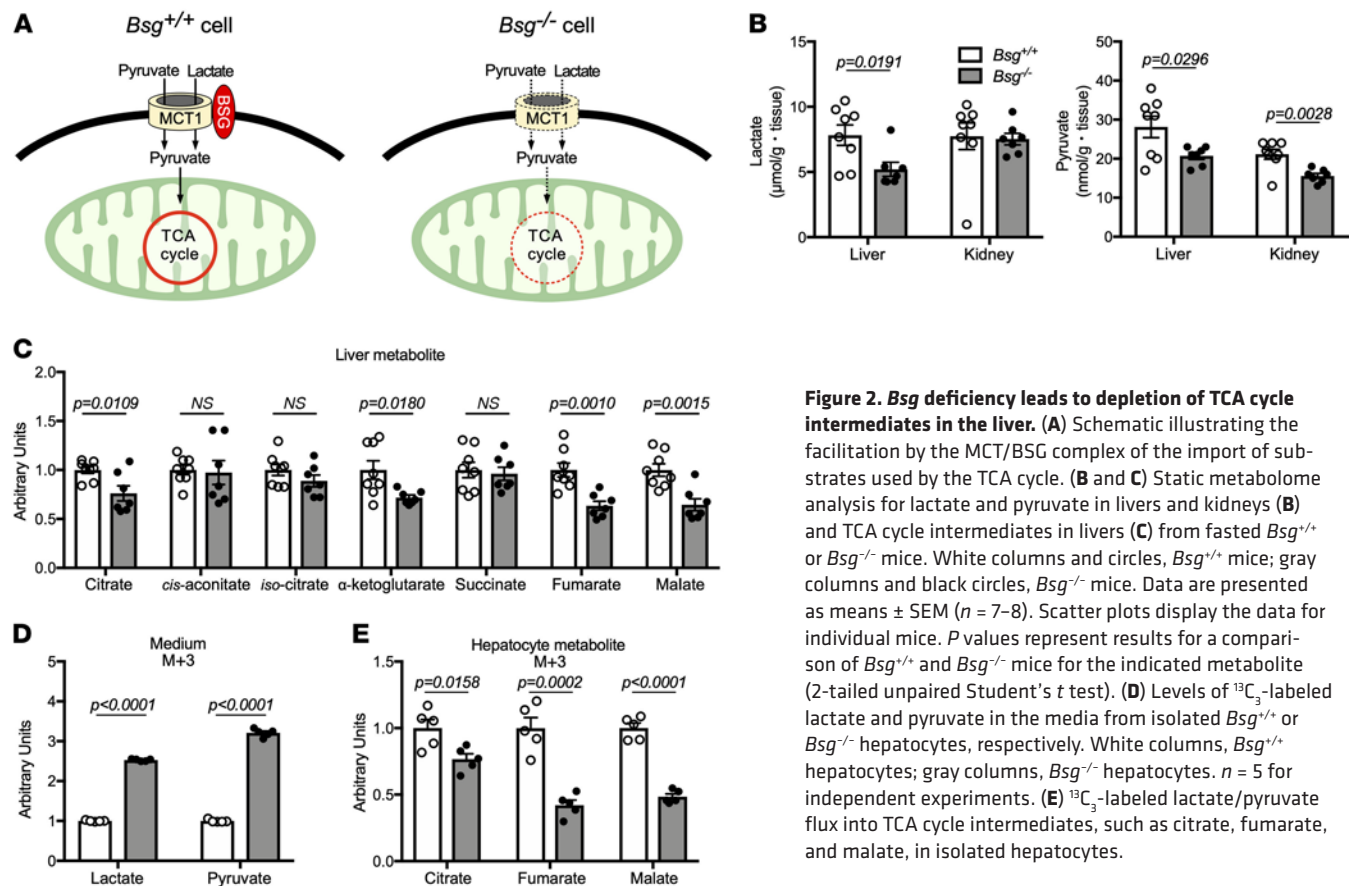 A
Bsg+/+ cell
Bsg-/- cell
Pyruvate Lactate
MCT1
BSG
Pyruvate
TCA
cycle
Pyruvate Lactate
MCT1
Pyruvate
TCA
cycle
B
15
10
5
0
Lactate
(μmol/g · tissue)
p=0.0191
Bsg+/+
Bsg-/-
Liver Kidney
50
40
30
20
10
0
Pyruvate
(nmol/g · tissue)
p=0.0296
p=0.0028
Liver Kidney
C
Liver metabolite
2.0
1.5
1.0
0.5
0.0
Arbitrary Units
p=0.0109 NS NS p=0.0180 NS p=0.0010 p=0.0015
Citrate cis-aconitate iso-citrate α-ketoglutarate Succinate Fumarate Malate
D
Medium
M+3
5
4
3
2
1
0
Arbitrary Units
p<0.0001 p<0.0001
Lactate Pyruvate
E
Hepatocyte metabolite
M+3
1.5
1.0
0.5
0.0
Arbitrary Units
p=0.0158 p=0.0002 p<0.0001
Citrate Fumarate Malate
Figure 2. Bsg deficiency leads to depletion of TCA cycle
intermediates in the liver. (A) Schematic illustrating the
facilitation by the MCT/BSG complex of the import of sub-
strates used by the TCA cycle. (B and C) Static metabolome
analysis for lactate and pyruvate in livers and kidneys (B)
and TCA cycle intermediates in livers (C) from fasted Bsg+/+
or Bsg–/– mice. White columns and circles, Bsg+/+ mice; gray
columns and black circles, Bsg–/– mice. Data are presented
as means ± SEM (n = 7–8). Scatter plots display the data for
individual mice. P values represent results for a compari-
son of Bsg+/+ and Bsg–/– mice for the indicated metabolite
(2-tailed unpaired Student's t test). (D) Levels of 13C3-labeled
lactate and pyruvate in the media from isolated Bsg+/+ or
Bsg–/– hepatocytes, respectively. White columns, Bsg+/+
hepatocytes; gray columns, Bsg–/– hepatocytes. n = 5 for
independent experiments. (E) 13C3-labeled lactate/pyruvate
flux into TCA cycle intermediates, such as citrate, fumarate,
and malate, in isolated hepatocytes.